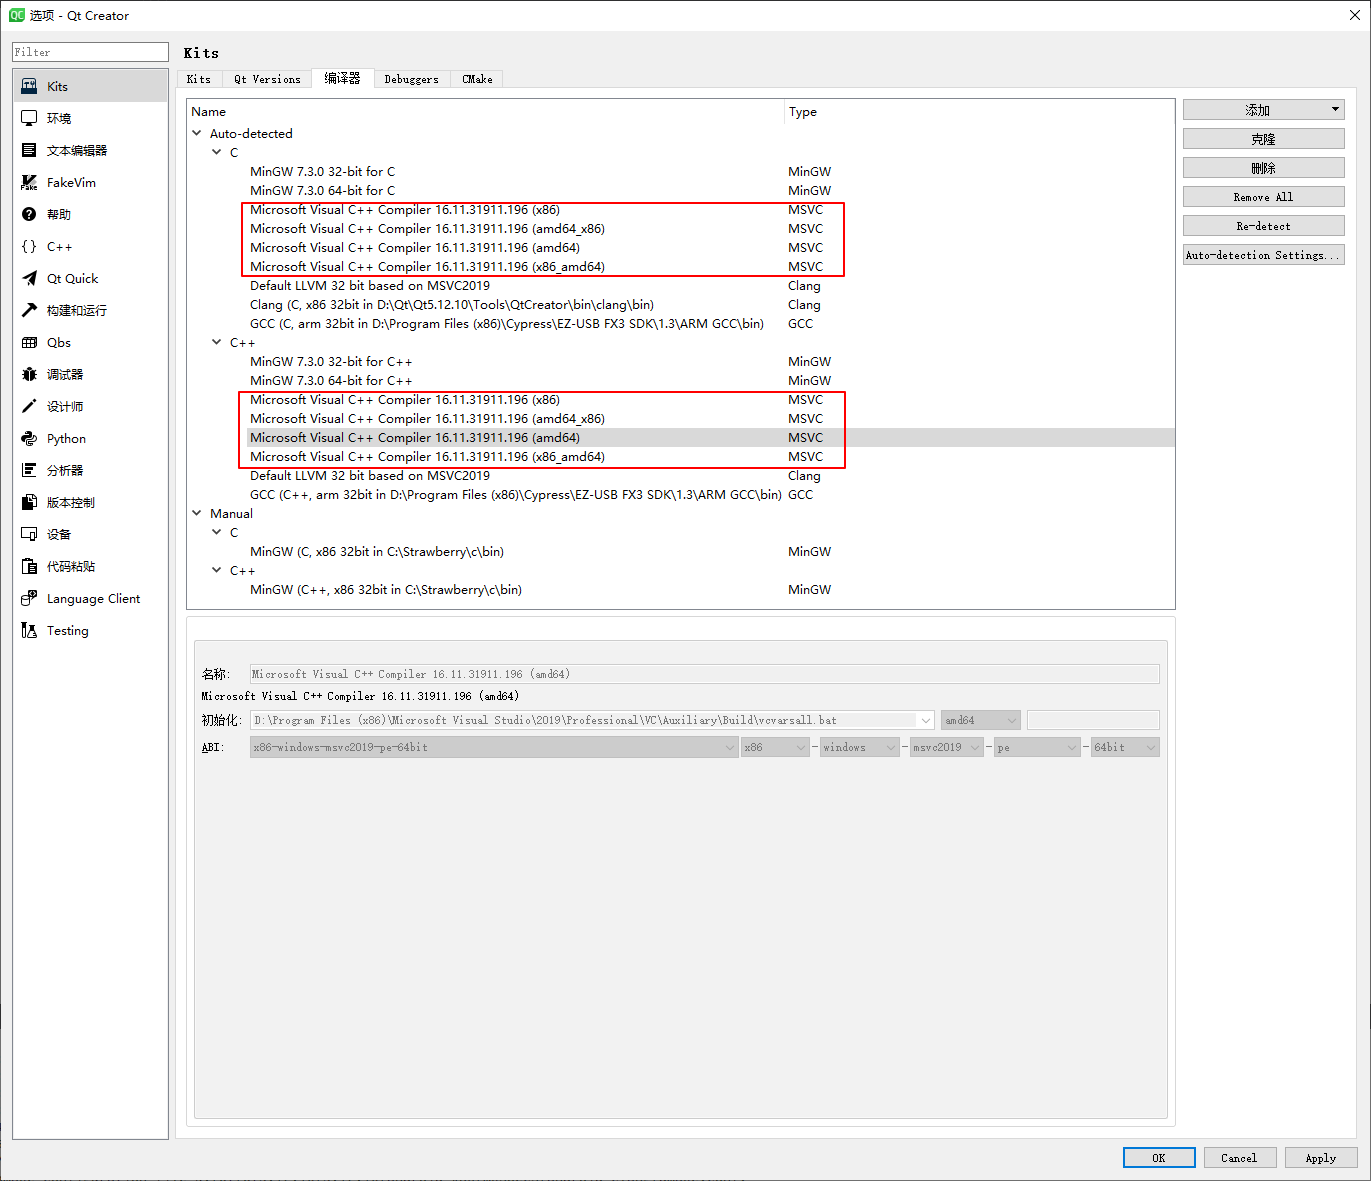 选项 - Qt Creator
Filter
Kits
环境
文本编辑器
FakeVim
帮助
C++
Qt Quick
构建和运行
Qbs
调试器
设计师
Python
分析器
版本控制
设备
代码粘贴
Language Client
Testing
Kits
Kits Qt Versions 编译器 Debuggers CMake
Name Type
Auto-detected
C
MinGW 7.3.0 32-bit for C MinGW
MinGW 7.3.0 64-bit for C MinGW
Microsoft Visual C++ Compiler 16.11.31911.196 (x86) MSVC
Microsoft Visual C++ Compiler 16.11.31911.196 (amd64_x86) MSVC
Microsoft Visual C++ Compiler 16.11.31911.196 (amd64) MSVC
Microsoft Visual C++ Compiler 16.11.31911.196 (x86_amd64) MSVC
Default LLVM 32 bit based on MSVC2019 Clang
Clang (C, x86 32bit in D:\Qt\Qt5.12.10\Tools\QtCreator\bin\clang\bin) Clang
GCC (C, arm 32bit in D:\Program Files (x86)\Cypress\EZ-USB FX3 SDK\1.3\ARM GCC\bin) GCC
C++
MinGW 7.3.0 32-bit for C++ MinGW
MinGW 7.3.0 64-bit for C++ MinGW
Microsoft Visual C++ Compiler 16.11.31911.196 (x86) MSVC
Microsoft Visual C++ Compiler 16.11.31911.196 (amd64_x86) MSVC
Microsoft Visual C++ Compiler 16.11.31911.196 (amd64) MSVC
Microsoft Visual C++ Compiler 16.11.31911.196 (x86_amd64) MSVC
Default LLVM 32 bit based on MSVC2019 Clang
GCC (C++, arm 32bit in D:\Program Files (x86)\Cypress\EZ-USB FX3 SDK\1.3\ARM GCC\bin) GCC
Manual
C
MinGW (C, x86 32bit in C:\Strawberry\c\bin) MinGW
C++
MinGW (C++, x86 32bit in C:\Strawberry\c\bin) MinGW
添加
克隆
删除
Remove All
Re-detect
Auto-detection Settings...
名称: Microsoft Visual C++ Compiler 16.11.31911.196 (amd64)
Microsoft Visual C++ Compiler 16.11.31911.196 (amd64)
初始化: D:\Program Files (x86)\Microsoft Visual Studio\2019\Professional\VC\Auxiliary\Build\vcvarsall.bat amd64
ABI: x86-windows-msvc2019-pe-64bit x86 - windows - msvc2019 - pe - 64bit
OK Cancel Apply